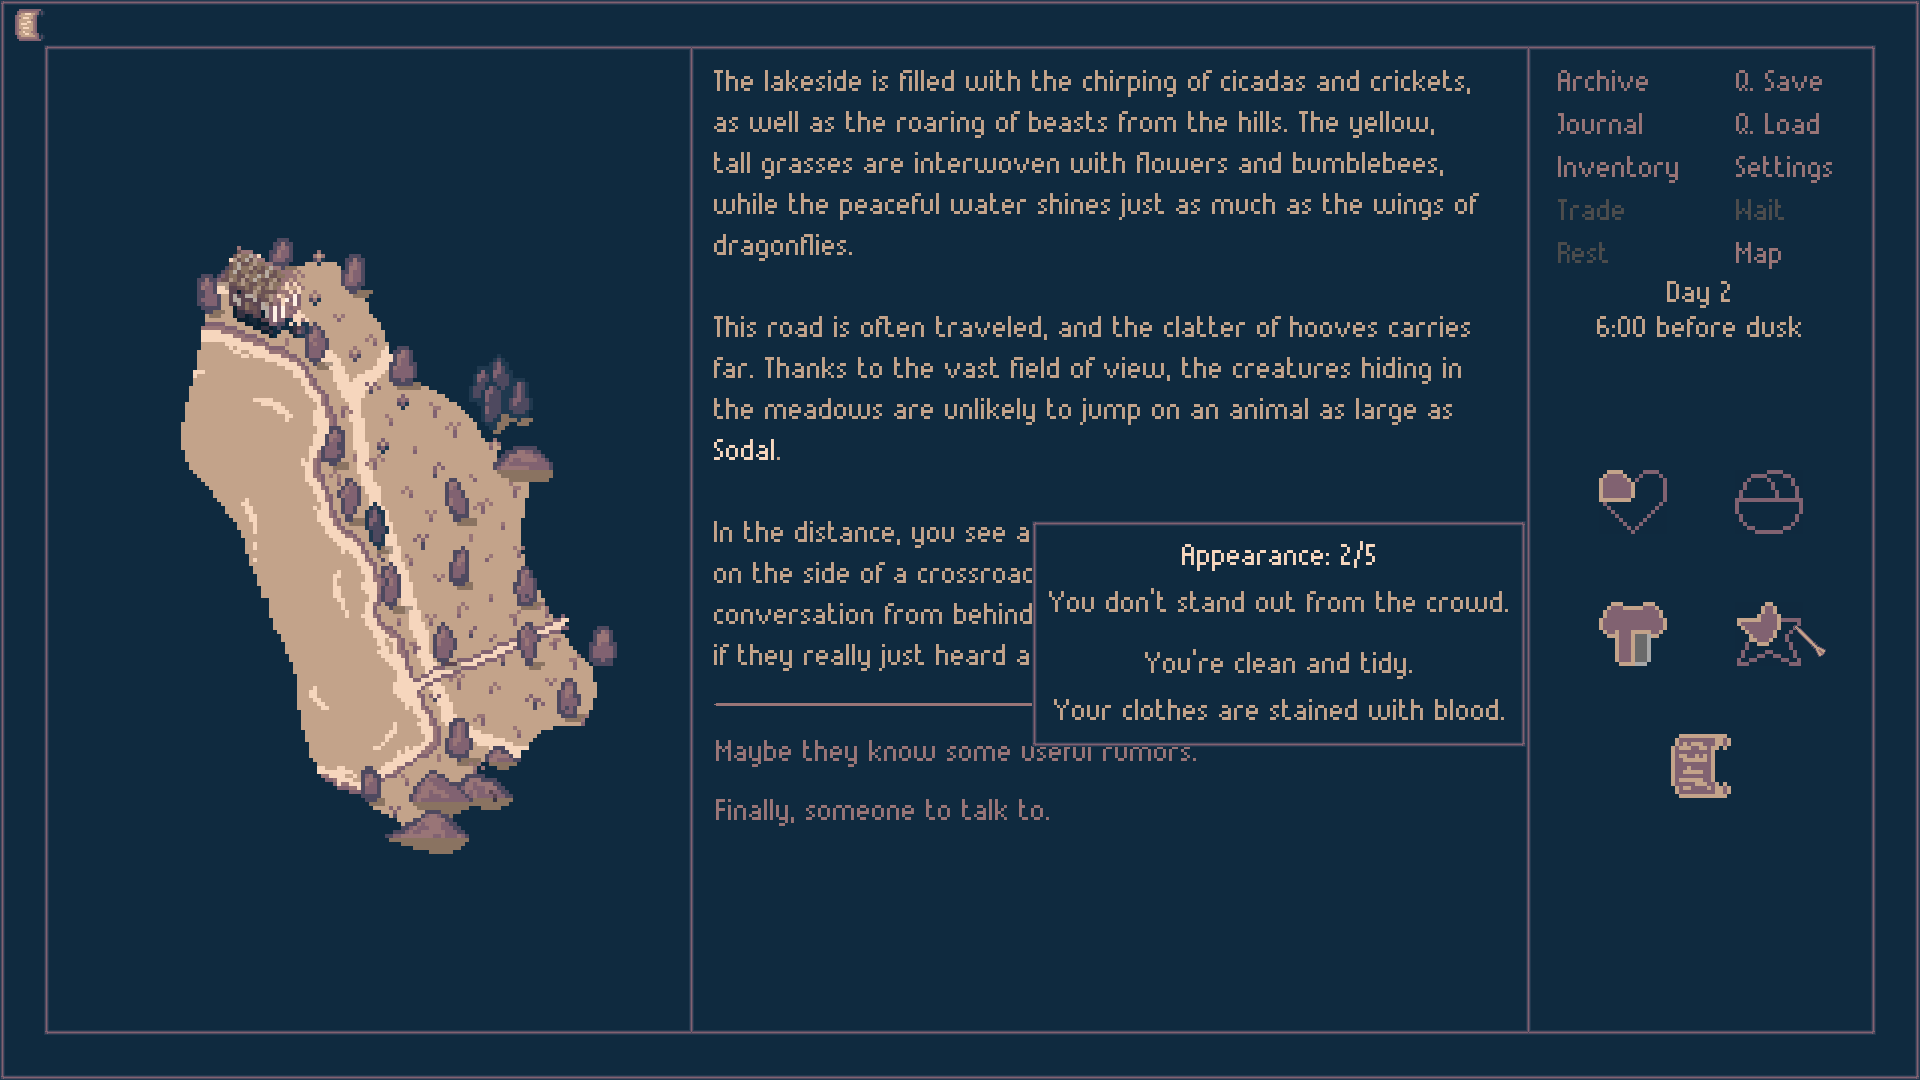 The lakeside is filled with the chirping of cicadas and crickets,
as well as the roaring of beasts from the hills. The yellow,
tall grasses are interwoven with flowers and bumblebees,
while the peaceful water shines just as much as the wings of
dragonflies.
This road is often traveled, and the clatter of hooves carries
far. Thanks to the vast field of view, the creatures hiding in
the meadows are unlikely to jump on an animal as large as
Sodal.
In the distance, you see a
on the side of a crossroad
conversation from behind
if they really just heard a
Maybe they know some useful rumors.
Finally, someone to talk to.
Appearance: 2/5
You don't stand out from the crowd.
You're clean and tidy.
Your clothes are stained with blood.
Archive Q. Save
Journal Q. Load
Inventory Settings
Trade Wait
Rest Map
Day 2
6:00 before dusk